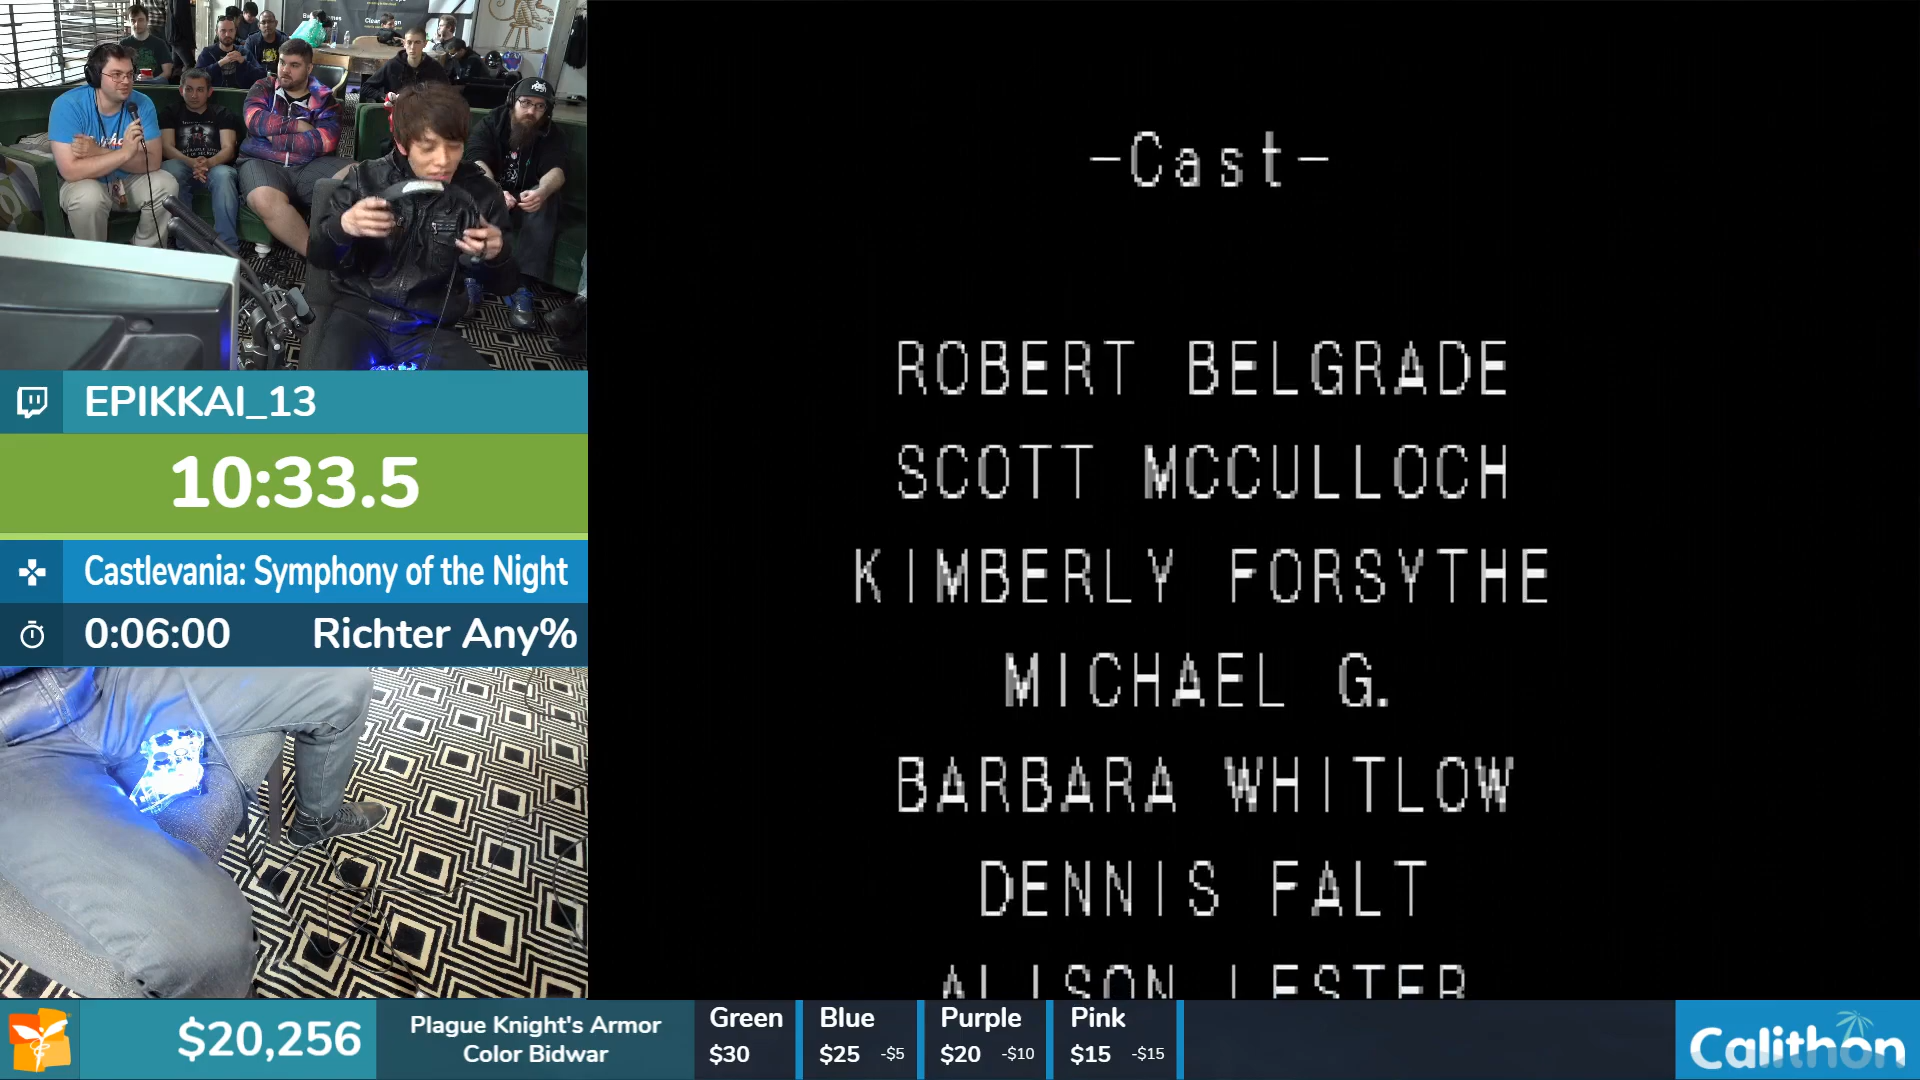 -Cast-
ROBERT BELGRADE
SCOTT MCCULLOCH
KIMBERLY FORSYTHE
MICHAEL G.
BARBARA WHITLOW
DENNIS FALT
ALISON LESTER
EPIKKAI_13
10:33.5
Castlevania: Symphony of the Night
0:06:00 Richter Any%
$20,256
Plague Knight's Armor
Color Bidwar
Green
$30
Blue
$25 -$5
Purple
$20 -$10
Pink
$15 -$15
Calithon